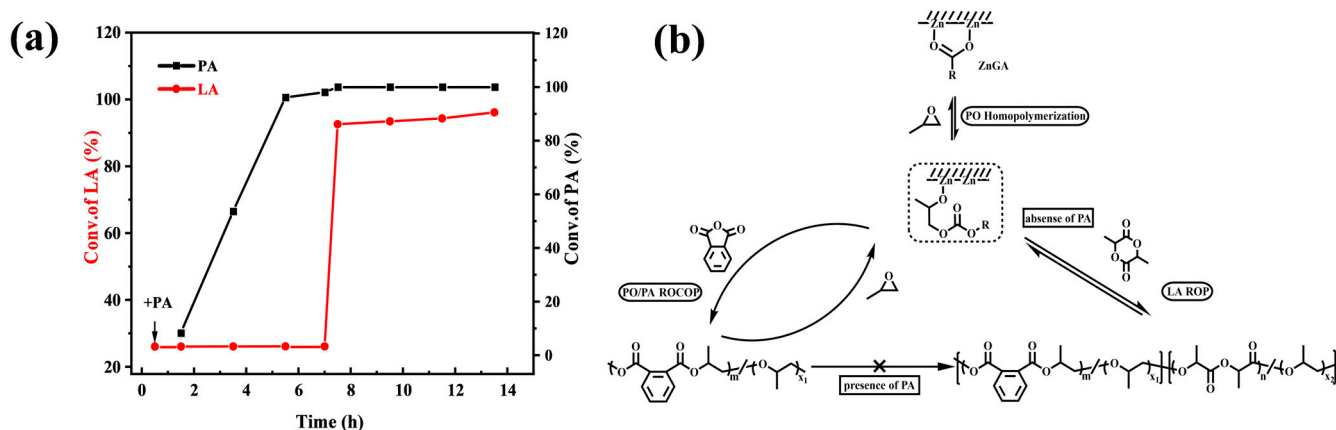 (a)
PA
LA
+PA
120
100
80
60
40
20
120
100
80
60
40
20
0
0
2
4
6
8
10
12
14
Conv.of LA (%)
Conv.of PA (%)
Time (h)
(b)
Zn Zn
O O
R
ZnGA
O
PO Homopolymerization
Zn-Zn
O
O
O O-R
absense of PA
O
O
O
O
LA ROP
O O O
PO/PA ROCOP
O
O O
O O m O x1
presence of PA
O O O
O O m O x1 O O O n O x2